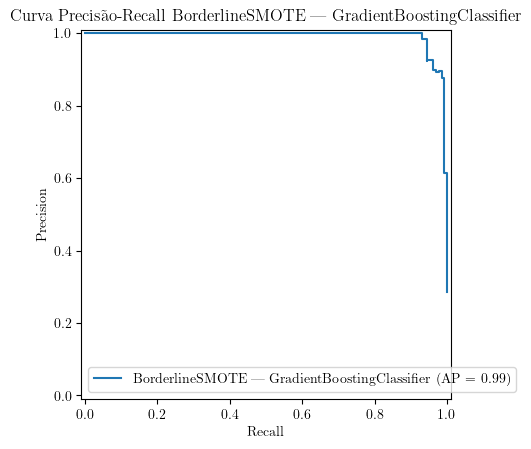 Curva Precisão-Recall BorderlineSMOTE — GradientBoostingClassifier
1.0
0.8
0.6
0.4
0.2
0.0
Precision
BorderlineSMOTE — GradientBoostingClassifier (AP = 0.99)
0.0 0.2 0.4 0.6 0.8 1.0
Recall